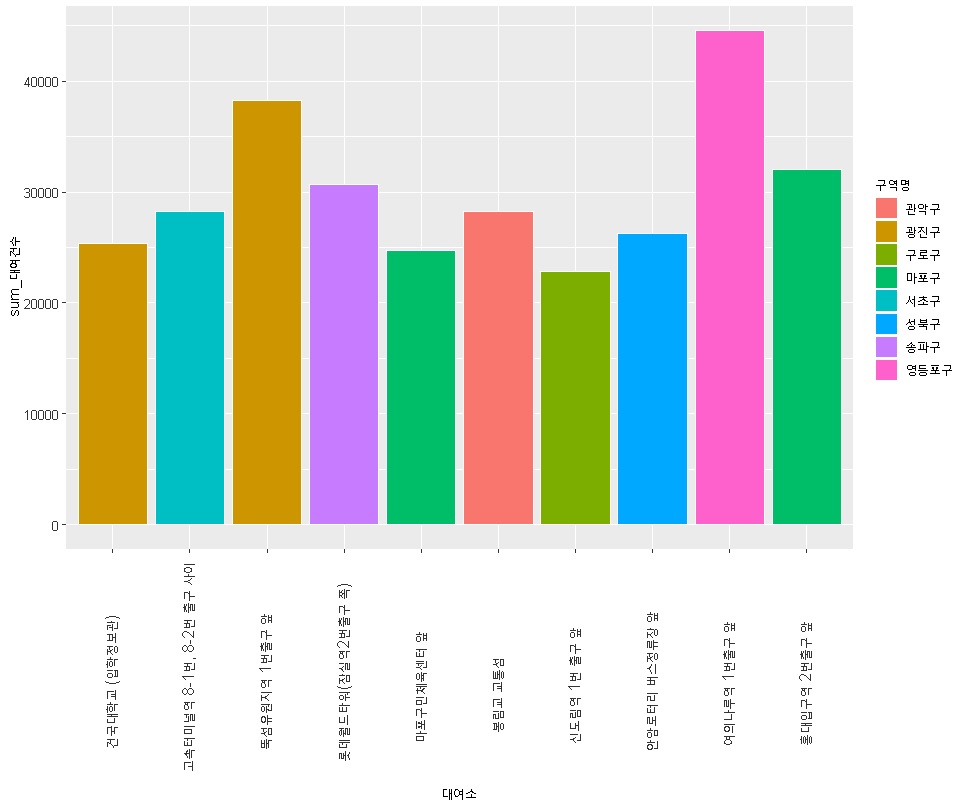 sum_대여건수
40000
30000
20000
10000
0
건국대학교 (입학정보관)
고속터미널역 8-1번, 8-2번 출구 사이
뚝섬유원지역 1번출구 앞
롯데월드타워(잠실역2번출구 쪽)
마포구민체육센터 앞
봉림교 교통섬
신도림역 1번 출구 앞
안암로터리 버스정류장 앞
여의나루역 1번출구 앞
홍대입구역 2번출구 앞
대여소
구역명
관악구
광진구
구로구
마포구
서초구
성북구
송파구
영등포구